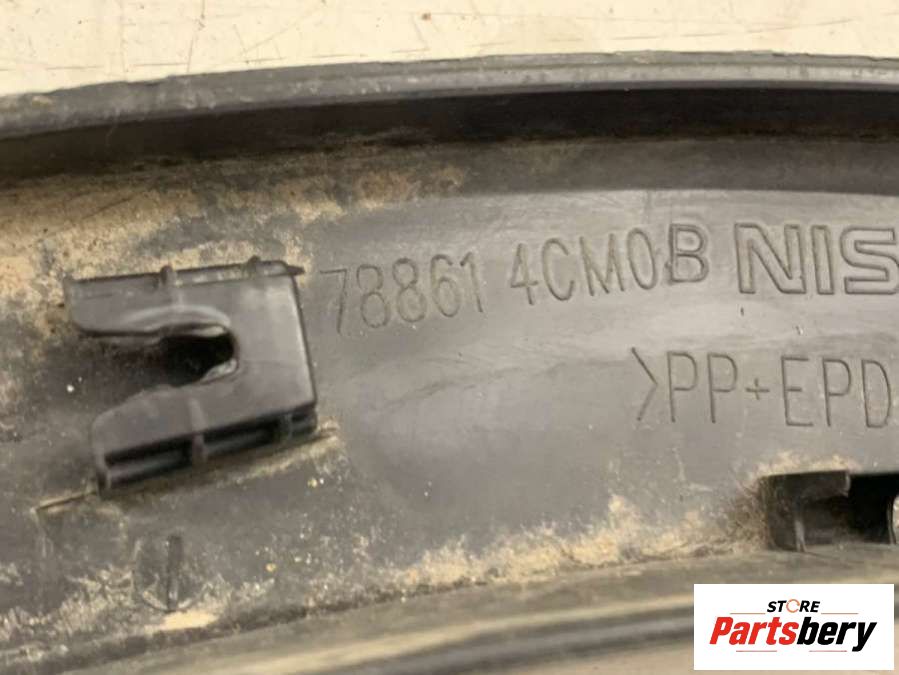 78861 4CM0B NIS
>PP+EPD
STORE
Partsbery